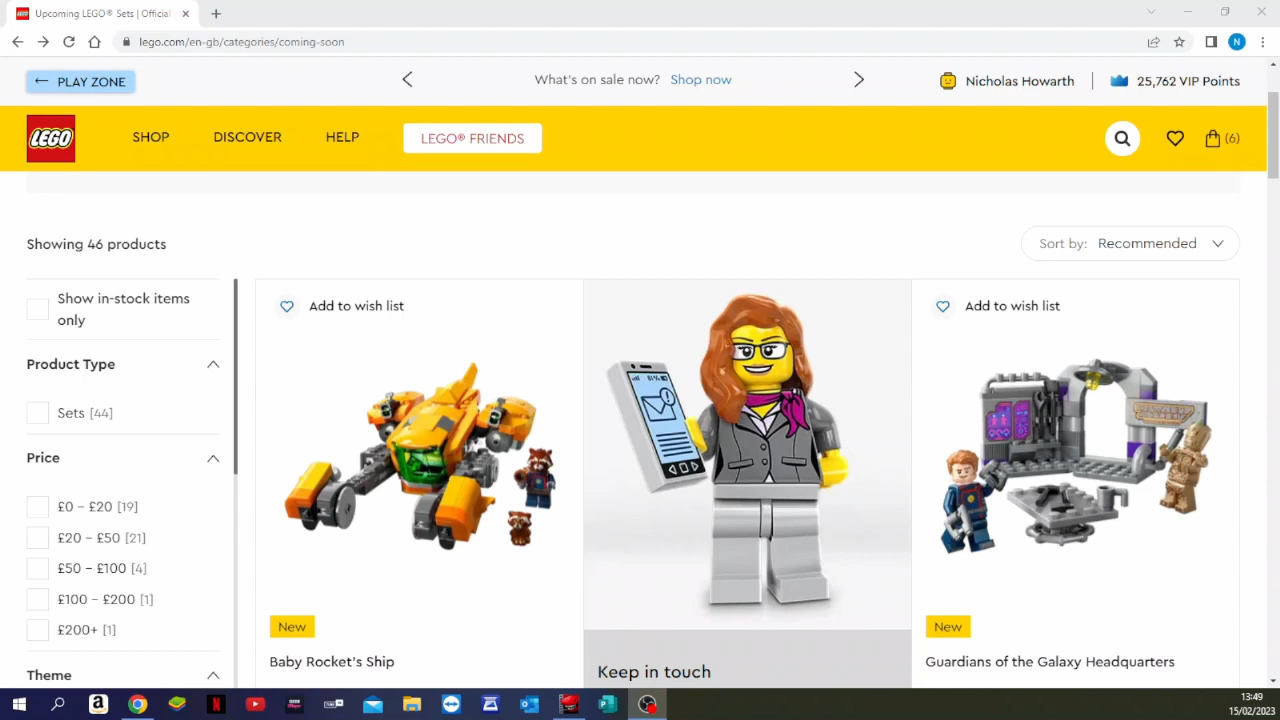 Upcoming LEGO® Sets | Official
lego.com/en-gb/categories/coming-soon
N
PLAY ZONE
What's on sale now? Shop now
Nicholas Howarth
25,762 VIP Points
LEGO
SHOP
DISCOVER
HELP
LEGO® FRIENDS
(6)
Showing 46 products
Sort by: Recommended
Show in-stock items
only
Product Type
Sets [44]
Price
£0 – £20 [19]
£20 – £50 [21]
£50 – £100 [4]
£100 – £200 [1]
£200+ [1]
Theme
Add to wish list
New
Baby Rocket's Ship
Keep in touch
Add to wish list
New
Guardians of the Galaxy Headquarters
13:49
15/02/2023